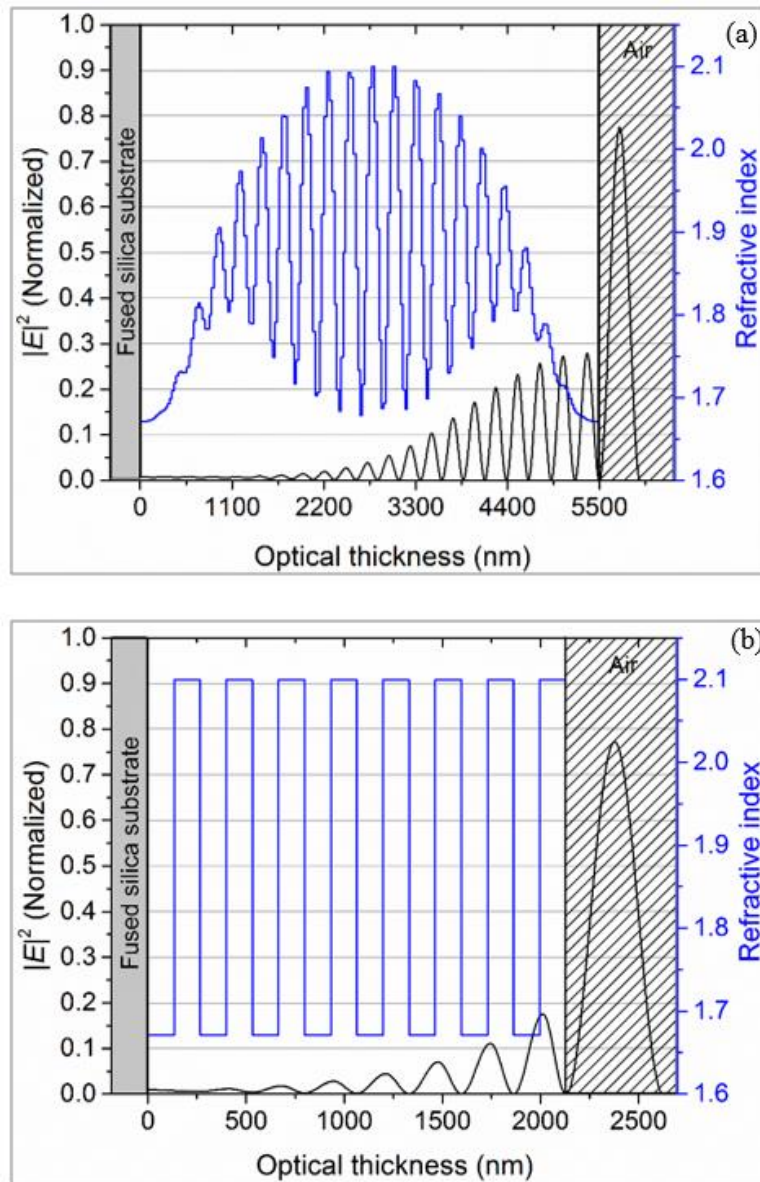 (a)
Air
Fused silica substrate
|E|² (Normalized)
1.0
0.9
0.8
0.7
0.6
0.5
0.4
0.3
0.2
0.1
0.0
2.1
2.0
1.9
1.8
1.7
1.6
Refractive index
0 1100 2200 3300 4400 5500
Optical thickness (nm)
(b)
Air
Fused silica substrate
|E|² (Normalized)
1.0
0.9
0.8
0.7
0.6
0.5
0.4
0.3
0.2
0.1
0.0
2.1
2.0
1.9
1.8
1.7
1.6
Refractive index
0 500 1000 1500 2000 2500
Optical thickness (nm)